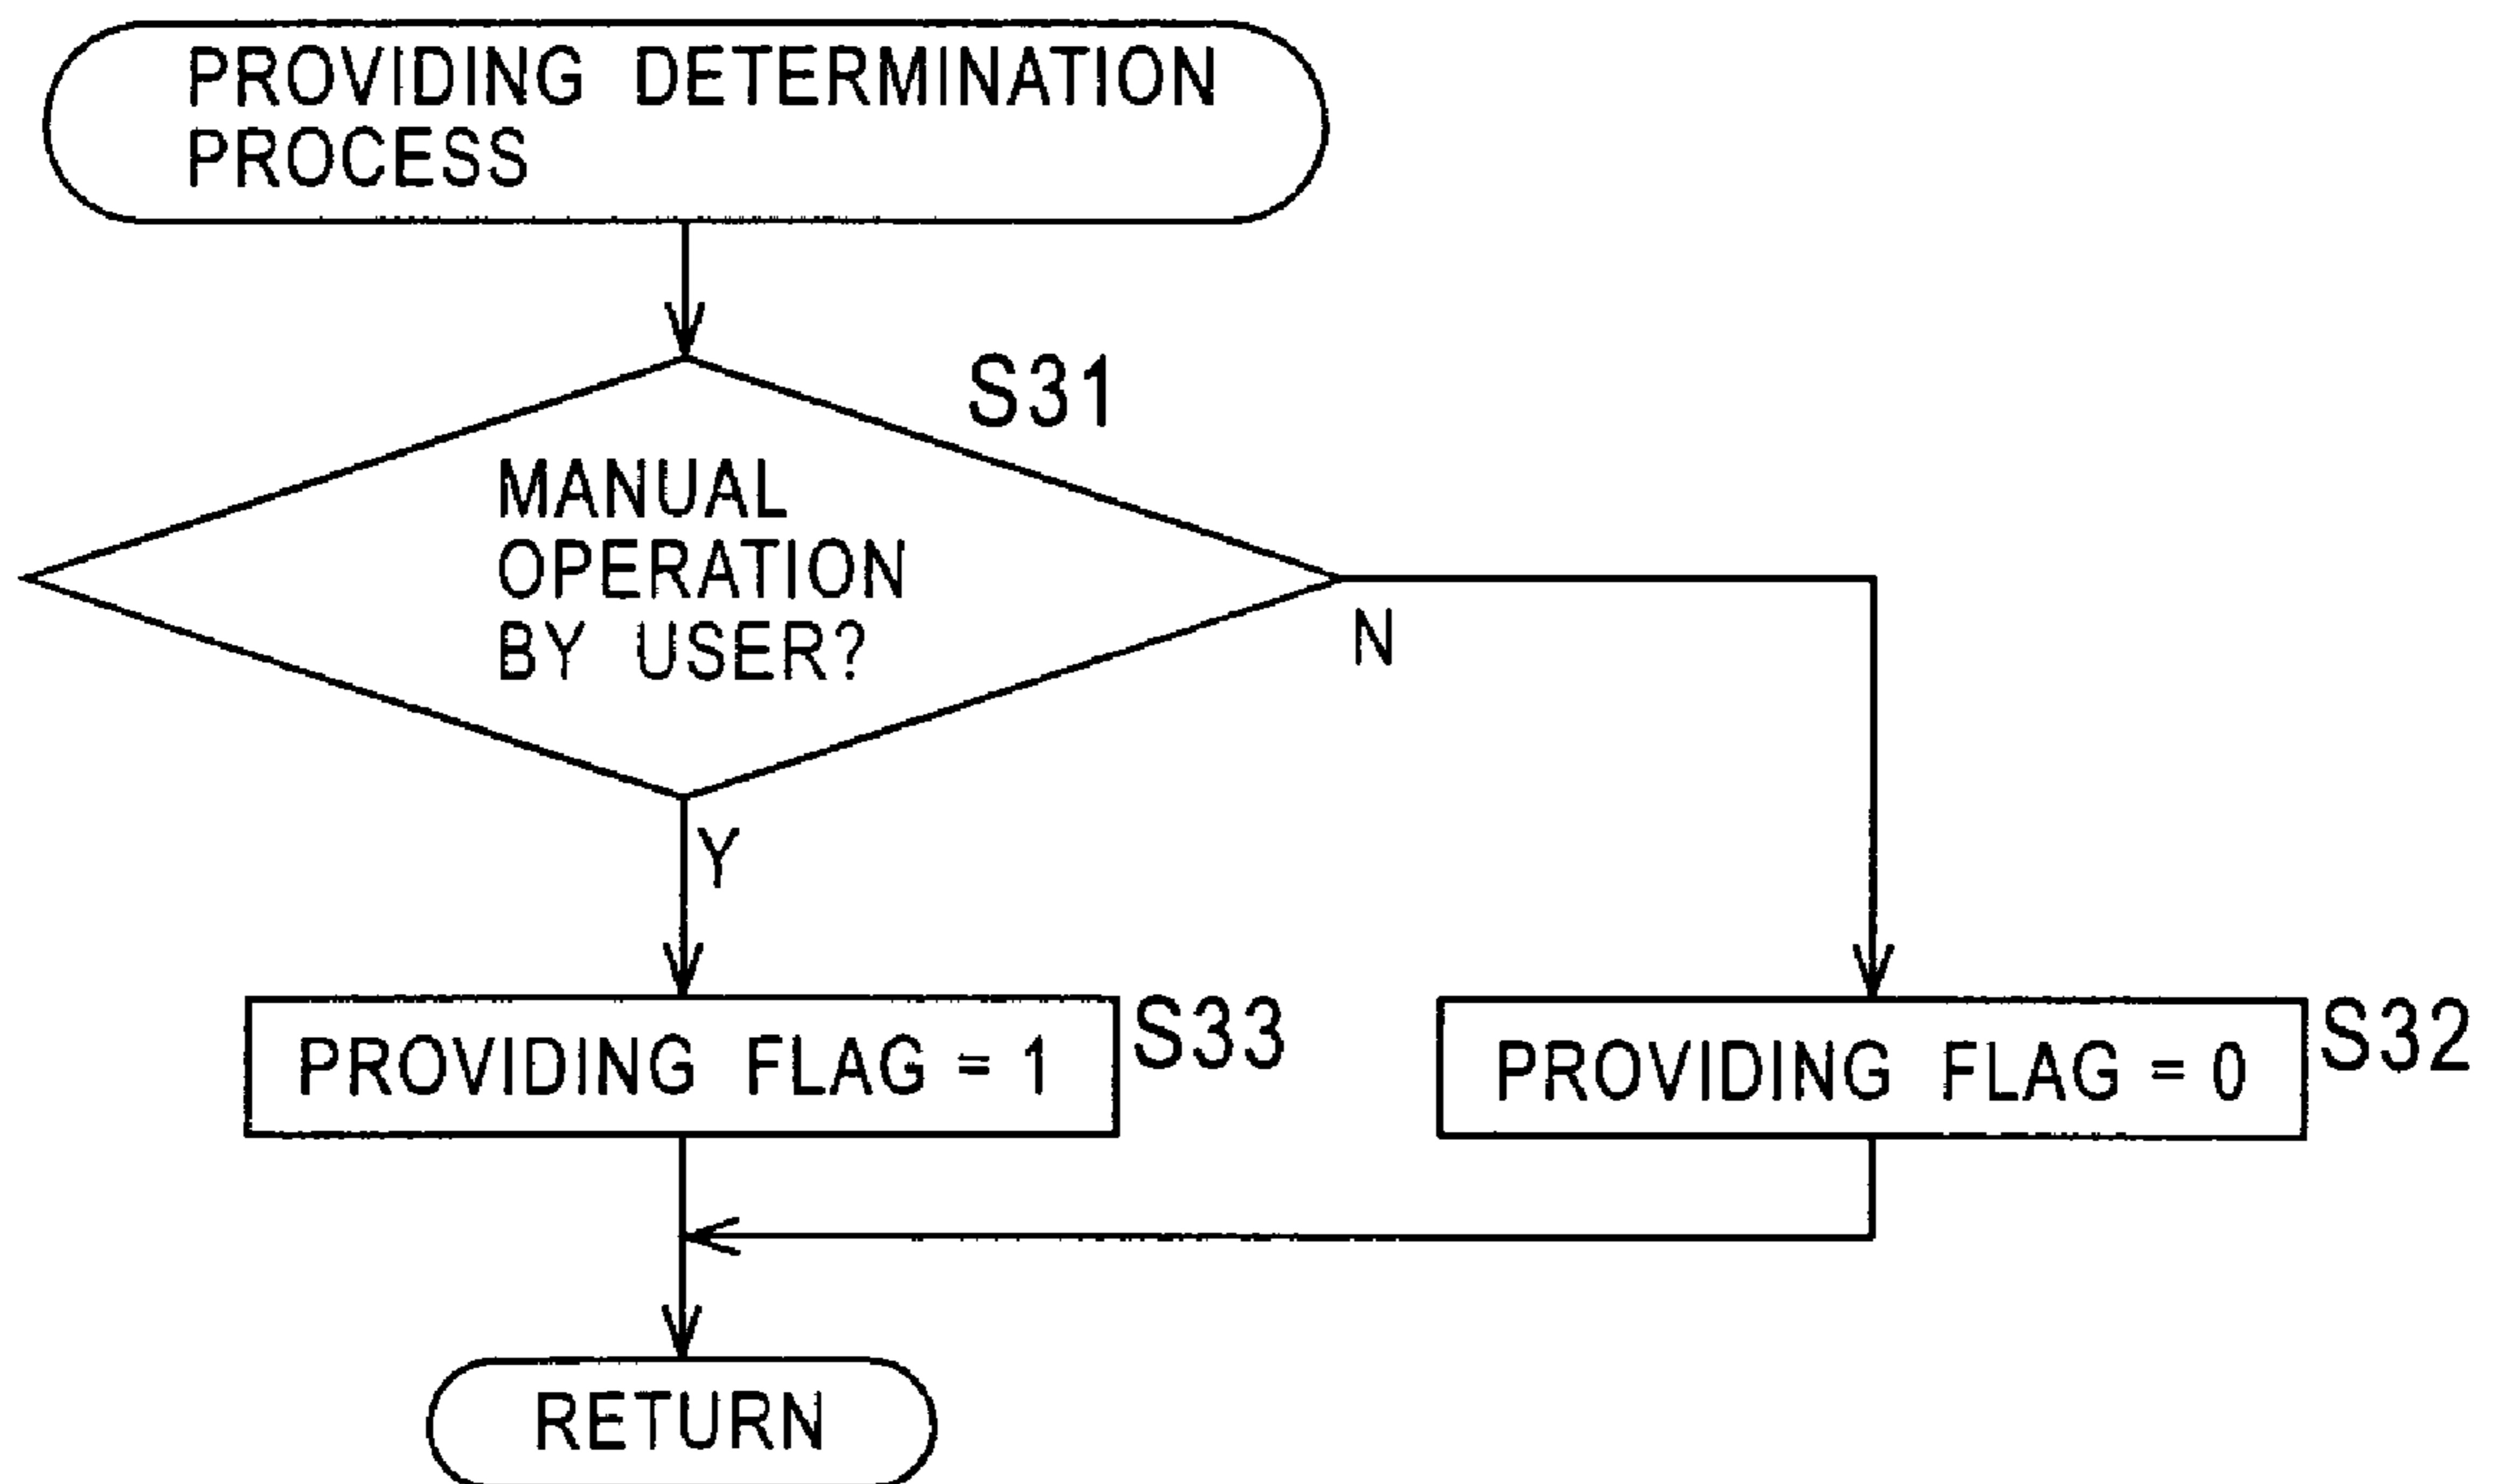 PROVIDING DETERMINATION
PROCESS
S31
MANUAL
OPERATION
BY USER?
N
Y
PROVIDING FLAG = 1
S33
PROVIDING FLAG = 0
S32
RETURN